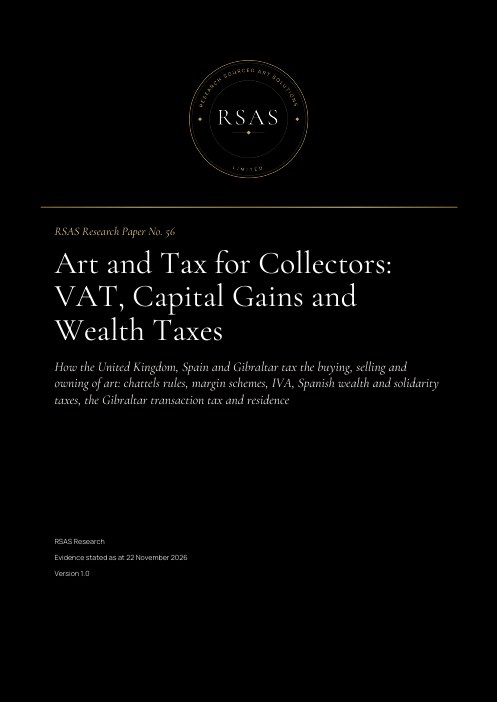 RESEARCH SOURCED ART SOLUTIONS
RSAS
LIMITED
RSAS Research Paper No. 56
Art and Tax for Collectors:
VAT, Capital Gains and
Wealth Taxes
How the United Kingdom, Spain and Gibraltar tax the buying, selling and
owning of art: chattels rules, margin schemes, IVA, Spanish wealth and solidarity
taxes, the Gibraltar transaction tax and residence
RSAS Research
Evidence stated as at 22 November 2026
Version 1.0